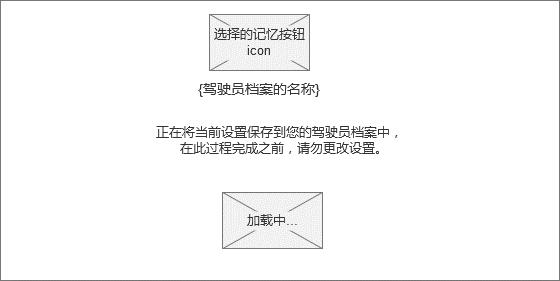 选择的记忆按钮
icon
{驾驶员档案的名称}
正在将当前设置保存到您的驾驶员档案中，
在此过程完成之前，请勿更改设置。
加载中...